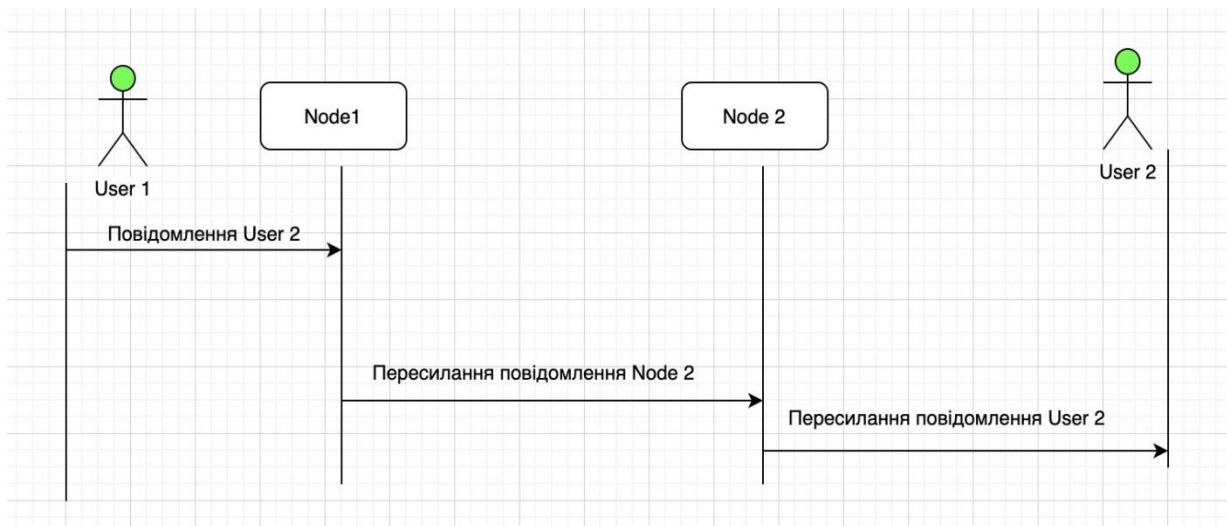 Node1
Node 2
User 2
User 1
Повідомлення User 2
Пересилання повідомлення Node 2
Пересилання повідомлення User 2